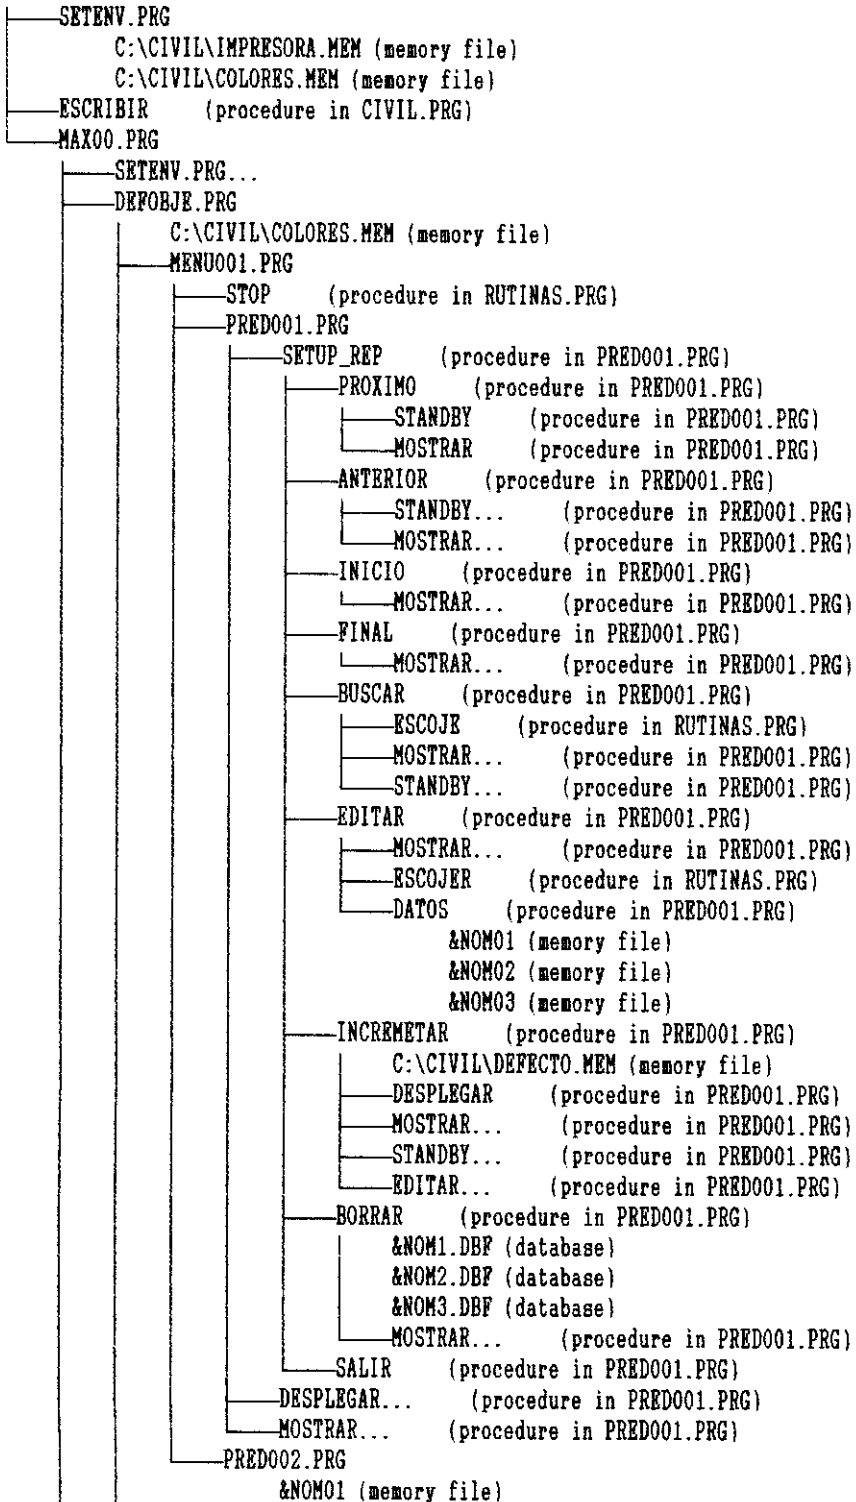 SETENV.PRG
C:\CIVIL\IMPRESORA.MEM (memory file)
C:\CIVIL\COLORES.MEM (memory file)
ESCRIBIR (procedure in CIVIL.PRG)
MAX00.PRG
SETENV.PRG...
DEFOBJE.PRG
C:\CIVIL\COLORES.MEM (memory file)
MENU001.PRG
STOP (procedure in RUTINAS.PRG)
PRED001.PRG
SETUP_REP (procedure in PRED001.PRG)
PROXIMO (procedure in PRED001.PRG)
STANDBY (procedure in PRED001.PRG)
MOSTRAR (procedure in PRED001.PRG)
ANTERIOR (procedure in PRED001.PRG)
STANDBY... (procedure in PRED001.PRG)
MOSTRAR... (procedure in PRED001.PRG)
INICIO (procedure in PRED001.PRG)
MOSTRAR... (procedure in PRED001.PRG)
FINAL (procedure in PRED001.PRG)
MOSTRAR... (procedure in PRED001.PRG)
BUSCAR (procedure in PRED001.PRG)
ESCOJE (procedure in RUTINAS.PRG)
MOSTRAR... (procedure in PRED001.PRG)
STANDBY... (procedure in PRED001.PRG)
EDITAR (procedure in PRED001.PRG)
MOSTRAR... (procedure in PRED001.PRG)
ESCOJER (procedure in RUTINAS.PRG)
DATOS (procedure in PRED001.PRG)
&NOM01 (memory file)
&NOM02 (memory file)
&NOM03 (memory file)
INCREMETAR (procedure in PRED001.PRG)
C:\CIVIL\DEFECTO.MEM (memory file)
DESPLEGAR (procedure in PRED001.PRG)
MOSTRAR... (procedure in PRED001.PRG)
STANDBY... (procedure in PRED001.PRG)
EDITAR... (procedure in PRED001.PRG)
BORRAR (procedure in PRED001.PRG)
&NOM1.DBF (database)
&NOM2.DBF (database)
&NOM3.DBF (database)
MOSTRAR... (procedure in PRED001.PRG)
SALIR (procedure in PRED001.PRG)
DESPLEGAR... (procedure in PRED001.PRG)
MOSTRAR... (procedure in PRED001.PRG)
PRED002.PRG
&NOM01 (memory file)